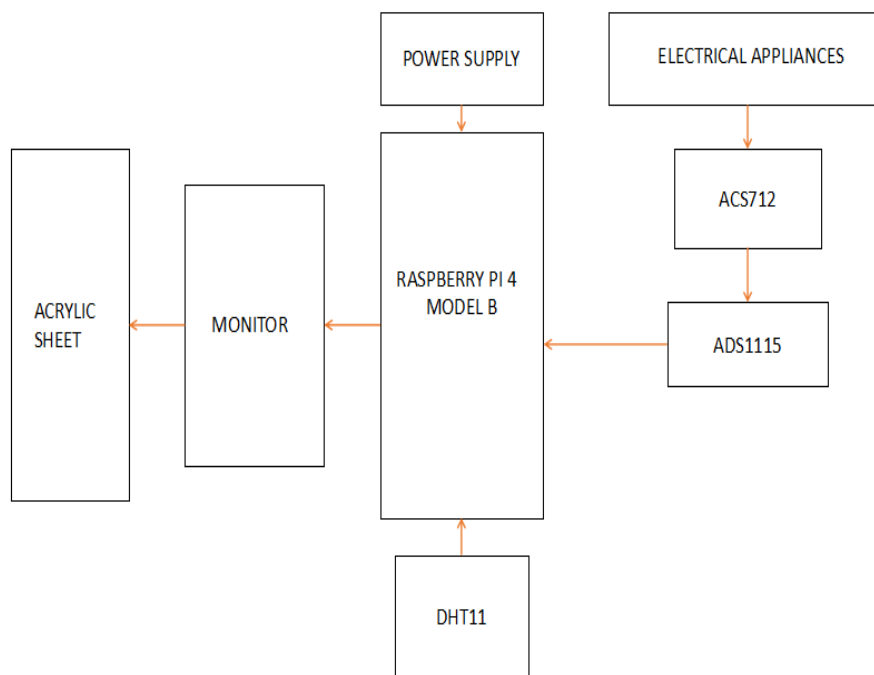 POWER SUPPLY
ELECTRICAL APPLIANCES
ACS712
RASPBERRY PI 4
MODEL B
ACRYLIC
SHEET
MONITOR
ADS1115
DHT11